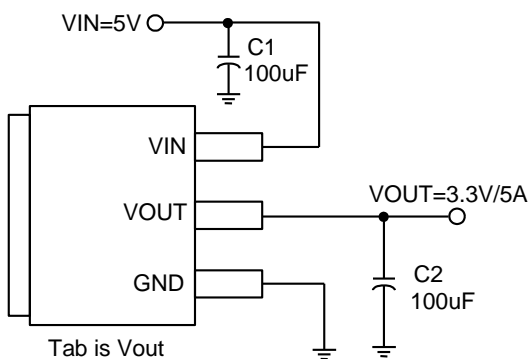 VIN=5V
C1
100uF
VIN
VOUT
VOUT=3.3V/5A
GND
C2
100uF
Tab is Vout